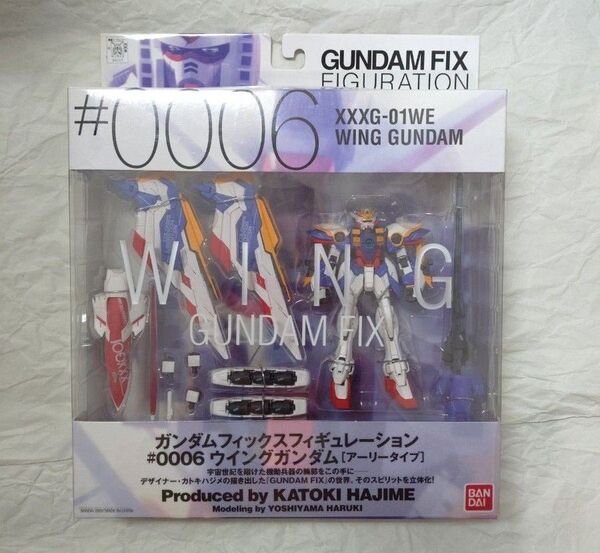 GUNDAM FIX
FIGURATION
#0006
XXXG-01WE
WING GUNDAM
WING
GUNDAM FIX
ガンダムフィックスフィギュレーション
#0006 ウイングガンダム[アーリータイプ]
宇宙世紀を翔けた機動兵器の輪郭をこの手に——
デザイナー・カトキハジメの描き出した「GUNDAM FIX」の世界、そのスピリットを立体化!
Produced by KATOKI HAJIME
Modeling by YOSHIYAMA HARUKI
BAN
DAI